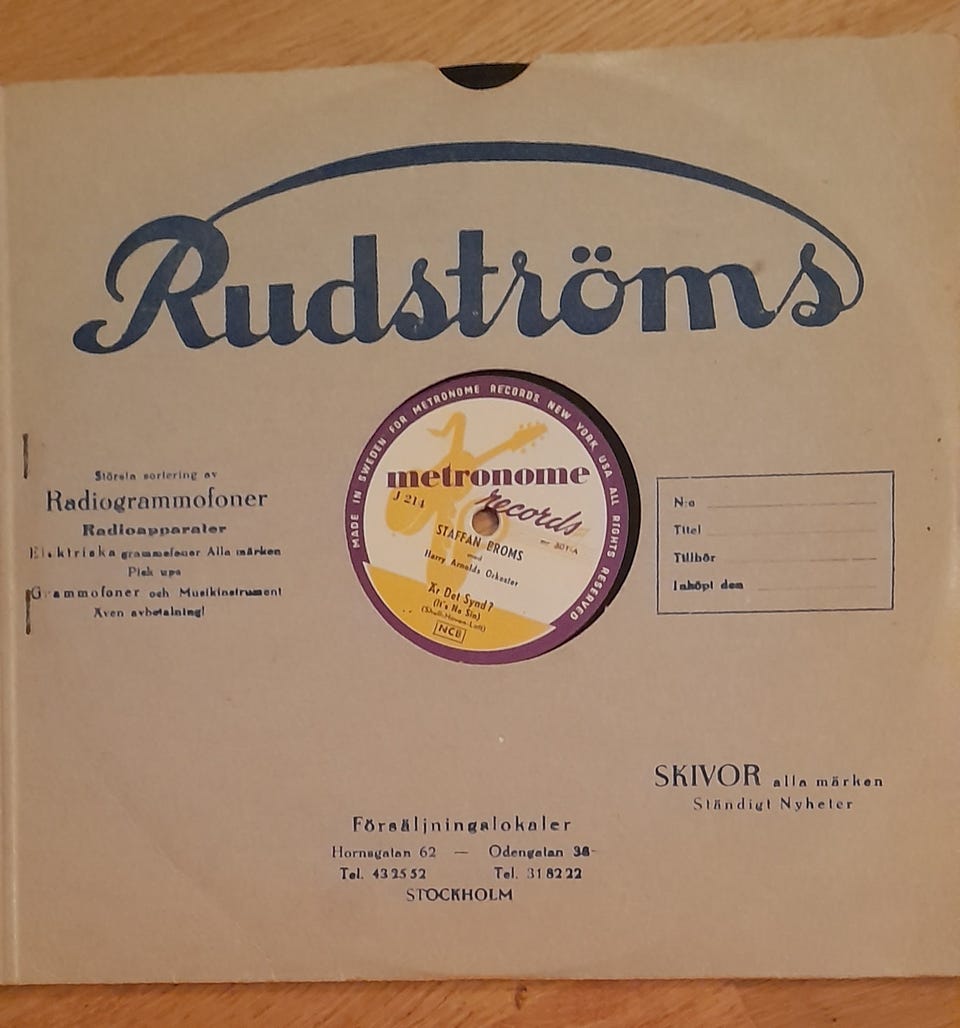 Rudströms
MADE IN SWEDEN FOR METRONOME RECORDS NEW YORK USA ALL RIGHTS RESERVED
metronome
records
J 214
STAFFAN BROMS
med
Harry Arnolds Orkester
Är Det Synd?
(It's No Sin)
NCB
Största sortering av
Radiogrammofoner
Radioapparater
Elektriska grammofoner Alla märken
Pick ups
Grammofoner och Musikinstrument
Även avbetalning!
N:o
Titel
Tillhör
Inköpt den
SKIVOR alla märken
Ständigt Nyheter
Försäljningslokaler
Hornsgatan 62 — Odengatan 38
Tel. 43 25 52 Tel. 31 82 22
STOCKHOLM